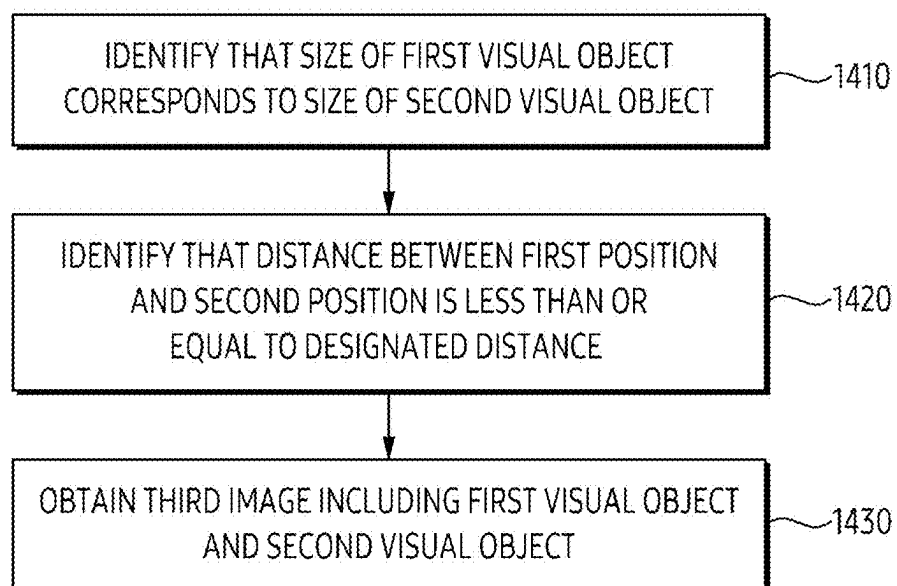 IDENTIFY THAT SIZE OF FIRST VISUAL OBJECT
CORRESPONDS TO SIZE OF SECOND VISUAL OBJECT
1410
IDENTIFY THAT DISTANCE BETWEEN FIRST POSITION
AND SECOND POSITION IS LESS THAN OR
EQUAL TO DESIGNATED DISTANCE
1420
OBTAIN THIRD IMAGE INCLUDING FIRST VISUAL OBJECT
AND SECOND VISUAL OBJECT
1430